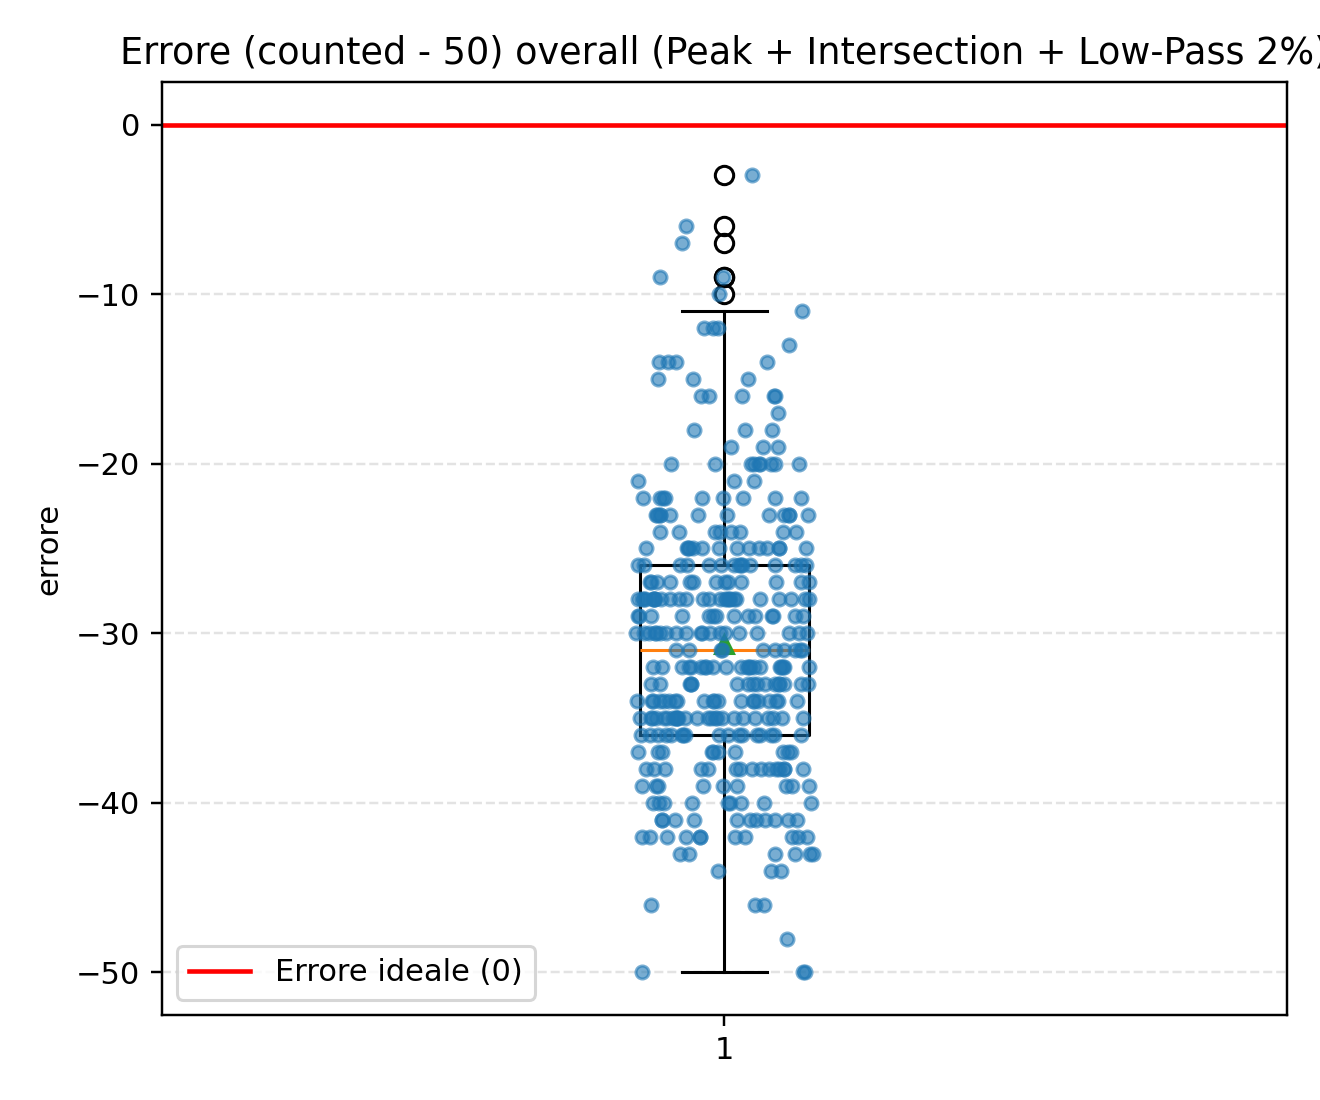 Errore (counted - 50) overall (Peak + Intersection + Low-Pass 2%)
0
−10
−20
−30
−40
−50
errore
Errore ideale (0)
1